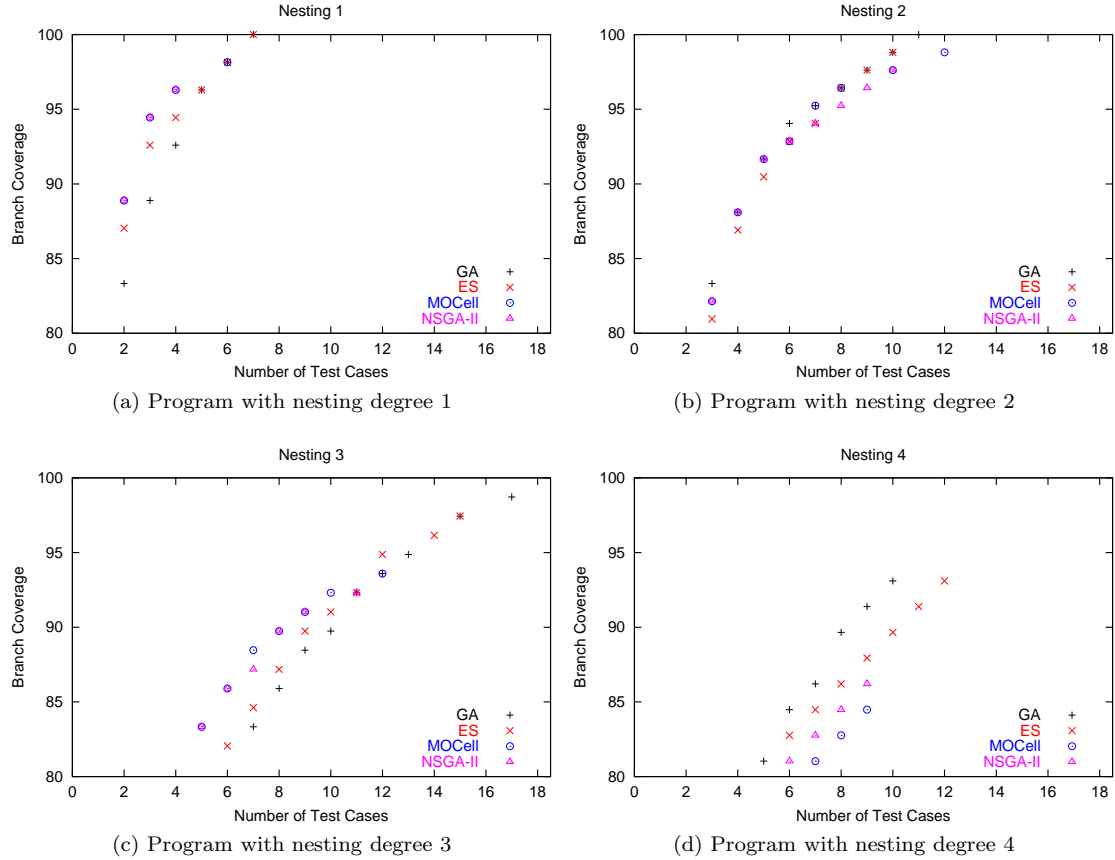 Nesting 1
100
95
90
85
80
Branch Coverage
GA
ES
MOCell
NSGA-II
0 2 4 6 8 10 12 14 16 18
Number of Test Cases
(a) Program with nesting degree 1
Nesting 2
100
95
90
85
80
Branch Coverage
GA
ES
MOCell
NSGA-II
0 2 4 6 8 10 12 14 16 18
Number of Test Cases
(b) Program with nesting degree 2
Nesting 3
100
95
90
85
80
Branch Coverage
GA
ES
MOCell
NSGA-II
0 2 4 6 8 10 12 14 16 18
Number of Test Cases
(c) Program with nesting degree 3
Nesting 4
100
95
90
85
80
Branch Coverage
GA
ES
MOCell
NSGA-II
0 2 4 6 8 10 12 14 16 18
Number of Test Cases
(d) Program with nesting degree 4